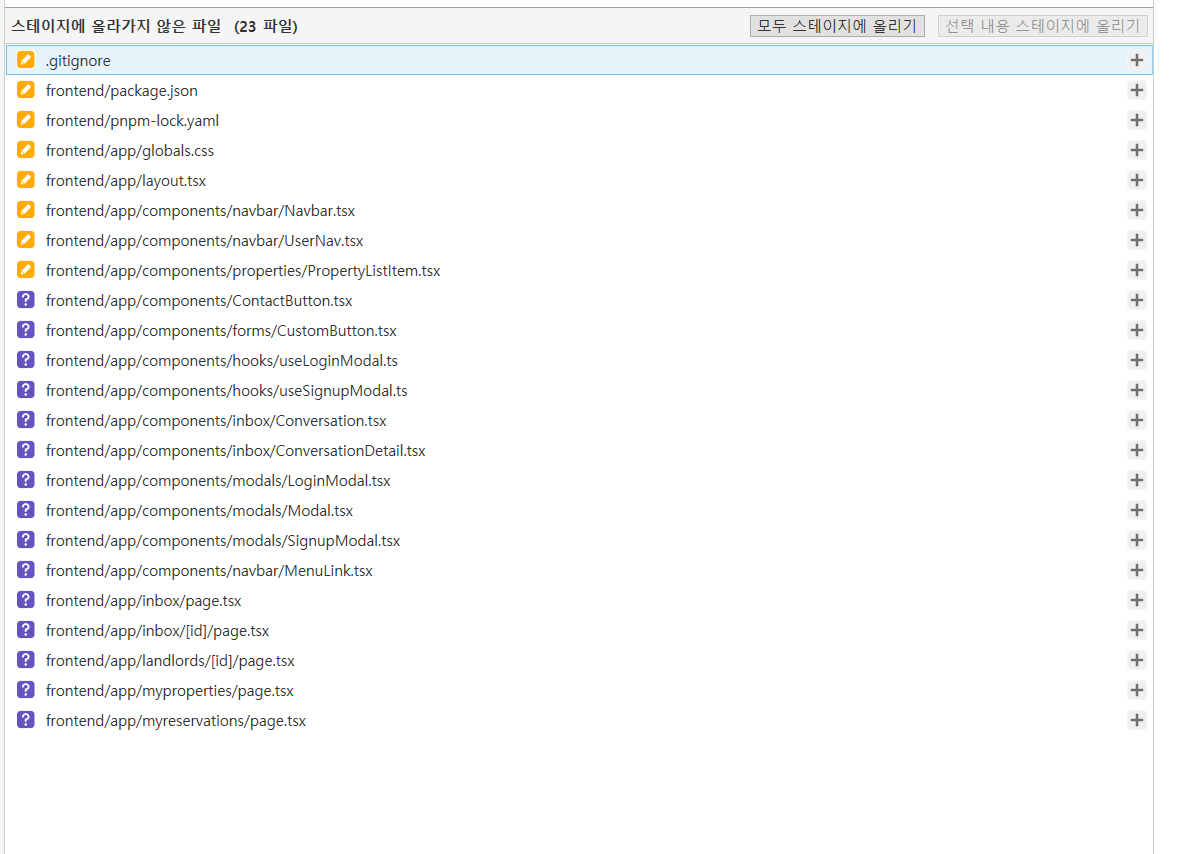 스테이지에 올라가지 않은 파일 (23 파일) 모두 스테이지에 올리기 선택 내용 스테이지에 올리기
.gitignore
frontend/package.json
frontend/pnpm-lock.yaml
frontend/app/globals.css
frontend/app/layout.tsx
frontend/app/components/navbar/Navbar.tsx
frontend/app/components/navbar/UserNav.tsx
frontend/app/components/properties/PropertyListItem.tsx
frontend/app/components/ContactButton.tsx
frontend/app/components/forms/CustomButton.tsx
frontend/app/components/hooks/useLoginModal.ts
frontend/app/components/hooks/useSignupModal.ts
frontend/app/components/inbox/Conversation.tsx
frontend/app/components/inbox/ConversationDetail.tsx
frontend/app/components/modals/LoginModal.tsx
frontend/app/components/modals/Modal.tsx
frontend/app/components/modals/SignupModal.tsx
frontend/app/components/navbar/MenuLink.tsx
frontend/app/inbox/page.tsx
frontend/app/inbox/[id]/page.tsx
frontend/app/landlords/[id]/page.tsx
frontend/app/myproperties/page.tsx
frontend/app/myreservations/page.tsx